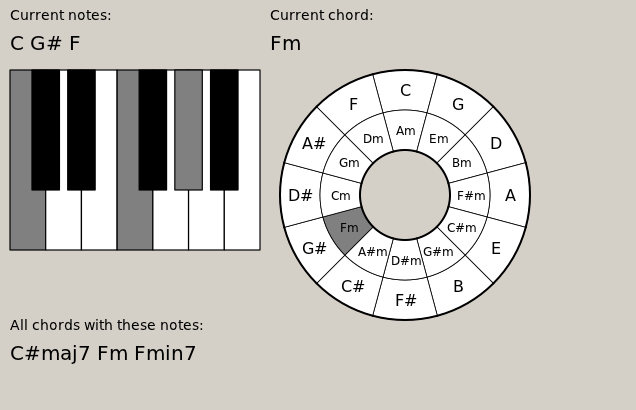 Current notes:
C G# F
Current chord:
Fm
C
G
D
A
E
B
F#
C#
G#
D#
A#
F
Am
Em
Bm
F#m
C#m
G#m
D#m
A#m
Fm
Cm
Gm
Dm
All chords with these notes:
C#maj7 Fm Fmin7